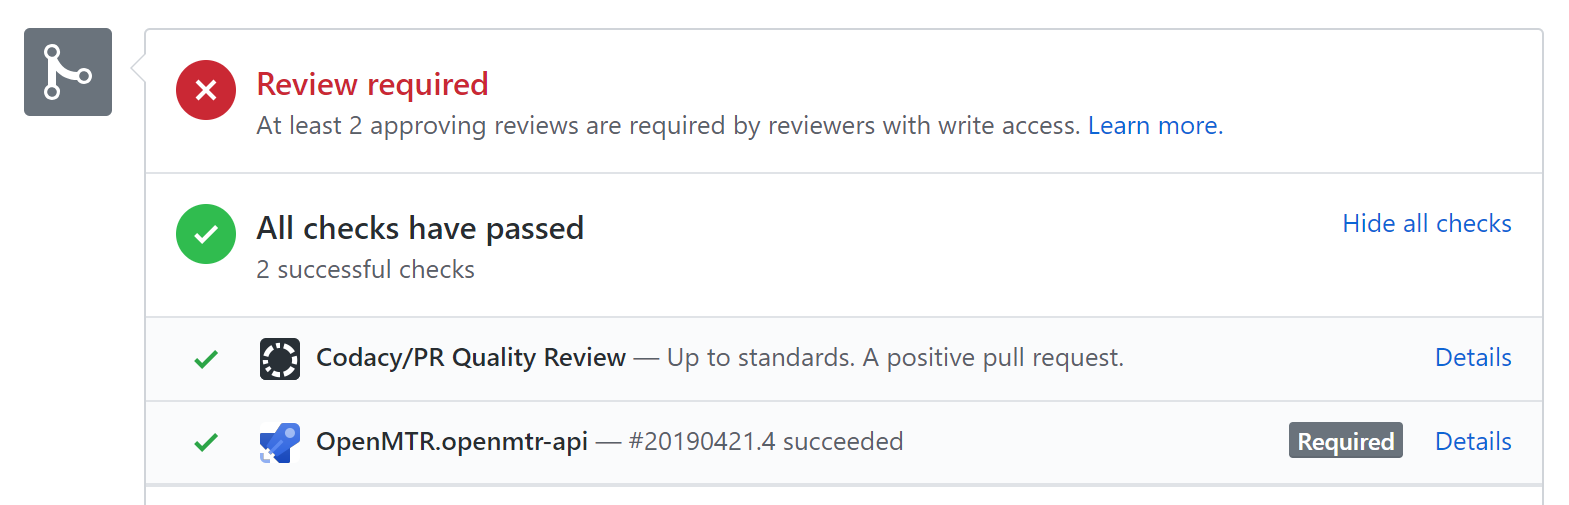 Review required
At least 2 approving reviews are required by reviewers with write access. Learn more.
All checks have passed
Hide all checks
2 successful checks
Codacy/PR Quality Review — Up to standards. A positive pull request. Details
OpenMTR.openmtr-api — #20190421.4 succeeded Required Details